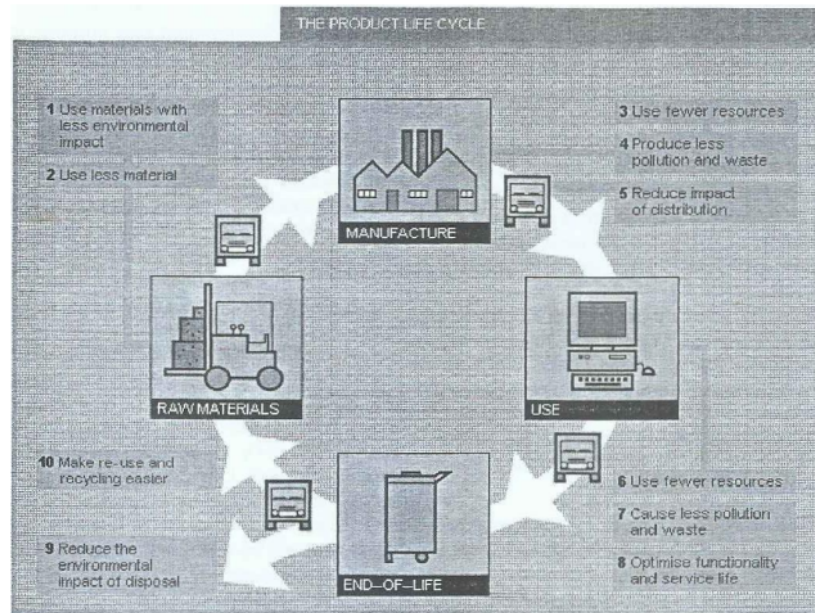 THE PRODUCT LIFE CYCLE
1 Use materials with
less environmental
impact
2 Use less material
MANUFACTURE
3 Use fewer resources
4 Produce less
pollution and waste
5 Reduce impact
of distribution
RAW MATERIALS
USE
10 Make re-use and
recycling easier
9 Reduce the
environmental
impact of disposal
END-OF-LIFE
6 Use fewer resources
7 Cause less pollution
and waste
8 Optimise functionality
and service life